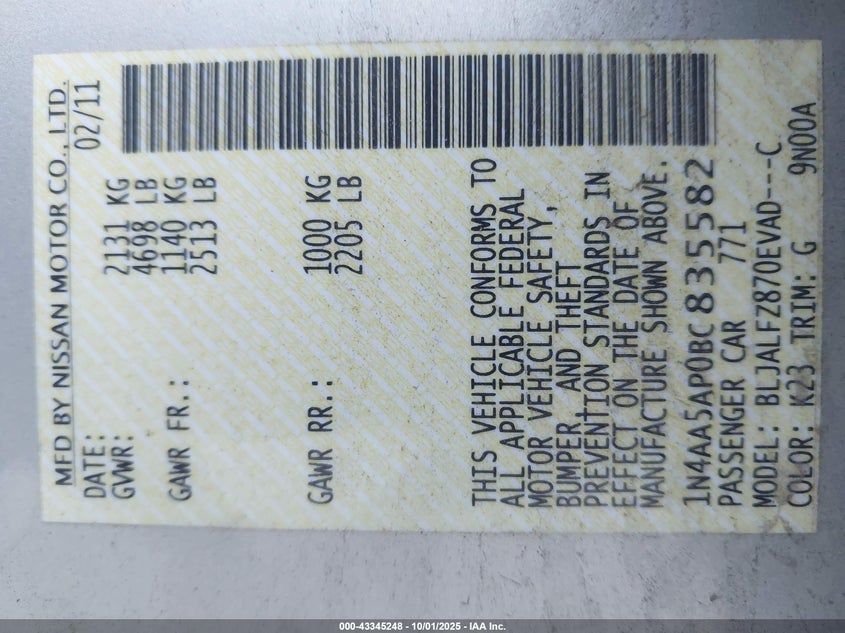 MFD BY NISSAN MOTOR CO., LTD.
DATE: 02/11
GVWR: 2131 KG
4698 LB
GAWR FR.: 1140 KG
2513 LB
GAWR RR.: 1000 KG
2205 LB
THIS VEHICLE CONFORMS TO
ALL APPLICABLE FEDERAL
MOTOR VEHICLE SAFETY,
BUMPER, AND THEFT
PREVENTION STANDARDS IN
EFFECT ON THE DATE OF
MANUFACTURE SHOWN ABOVE.
1N4AA5AP0BC835582
PASSENGER CAR 771
MODEL: BLJALFZ870EVAD---C
COLOR: K23 TRIM: G 9N00A
000-43345248 - 10/01/2025 - IAA Inc.